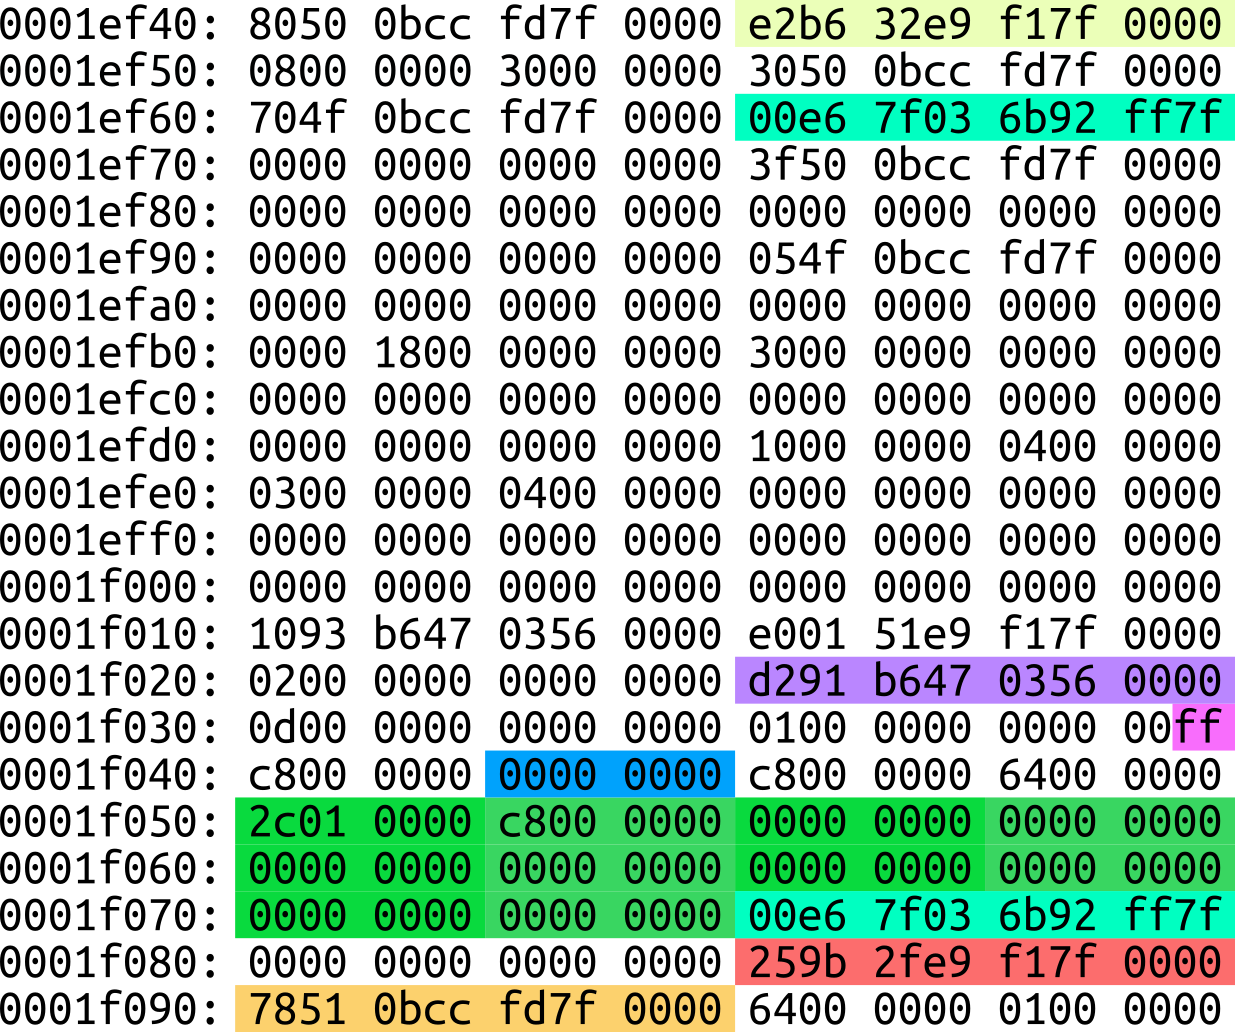 0001ef40: 8050 0bcc fd7f 0000 e2b6 32e9 f17f 0000
0001ef50: 0800 0000 3000 0000 3050 0bcc fd7f 0000
0001ef60: 704f 0bcc fd7f 0000 00e6 7f03 6b92 ff7f
0001ef70: 0000 0000 0000 0000 3f50 0bcc fd7f 0000
0001ef80: 0000 0000 0000 0000 0000 0000 0000 0000
0001ef90: 0000 0000 0000 0000 054f 0bcc fd7f 0000
0001efa0: 0000 0000 0000 0000 0000 0000 0000 0000
0001efb0: 0000 1800 0000 0000 3000 0000 0000 0000
0001efc0: 0000 0000 0000 0000 0000 0000 0000 0000
0001efd0: 0000 0000 0000 0000 1000 0000 0400 0000
0001efe0: 0300 0000 0400 0000 0000 0000 0000 0000
0001eff0: 0000 0000 0000 0000 0000 0000 0000 0000
0001f000: 0000 0000 0000 0000 0000 0000 0000 0000
0001f010: 1093 b647 0356 0000 e001 51e9 f17f 0000
0001f020: 0200 0000 0000 0000 d291 b647 0356 0000
0001f030: 0d00 0000 0000 0000 0100 0000 0000 00ff
0001f040: c800 0000 0000 0000 c800 0000 6400 0000
0001f050: 2c01 0000 c800 0000 0000 0000 0000 0000
0001f060: 0000 0000 0000 0000 0000 0000 0000 0000
0001f070: 0000 0000 0000 0000 00e6 7f03 6b92 ff7f
0001f080: 0000 0000 0000 0000 259b 2fe9 f17f 0000
0001f090: 7851 0bcc fd7f 0000 6400 0000 0100 0000